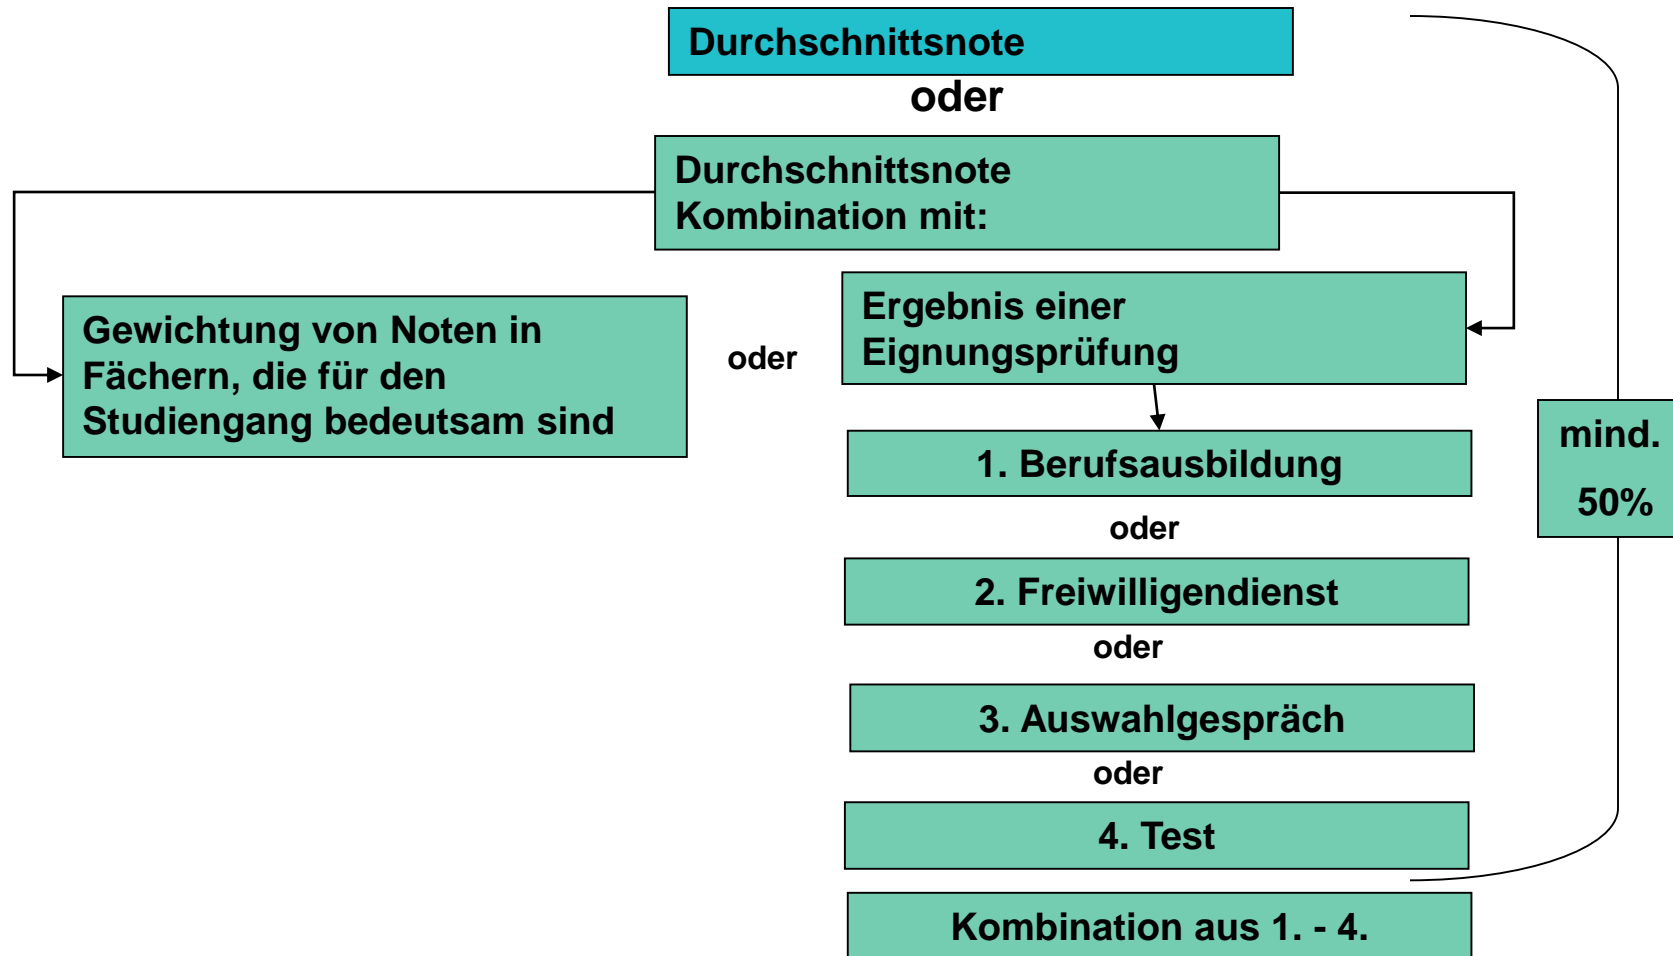 Durchschnittsnote
oder
Durchschnittsnote
Kombination mit:
Gewichtung von Noten in
Fächern, die für den
Studiengang bedeutsam sind
oder
Ergebnis einer
Eignungsprüfung
1. Berufsausbildung
oder
2. Freiwilligendienst
oder
3. Auswahlgespräch
oder
4. Test
Kombination aus 1. - 4.
mind.
50%